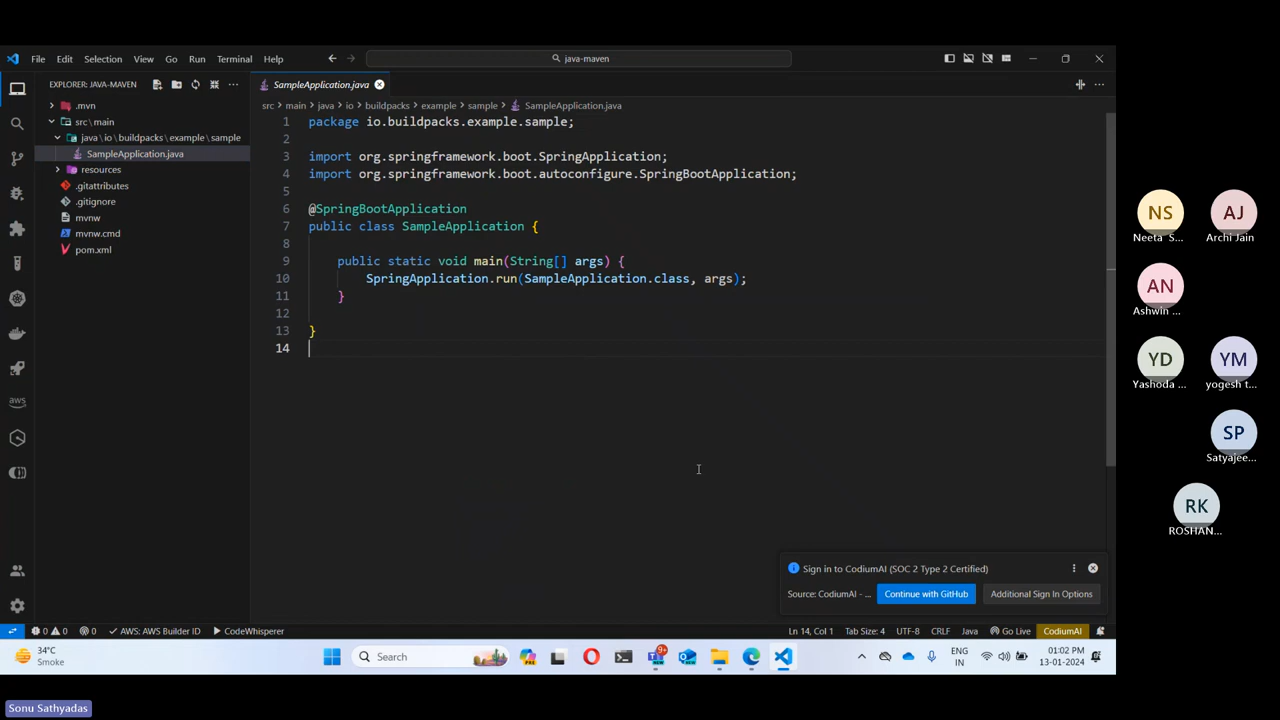 File Edit Selection View Go Run Terminal Help
java-maven
EXPLORER: JAVA-MAVEN
SampleApplication.java
.mvn
src\main
java\io\buildpacks\example\sample
SampleApplication.java
resources
.gitattributes
.gitignore
mvnw
mvnw.cmd
pom.xml
aws
src > main > java > io > buildpacks > example > sample > SampleApplication.java
1 package io.buildpacks.example.sample;
2
3 import org.springframework.boot.SpringApplication;
4 import org.springframework.boot.autoconfigure.SpringBootApplication;
5
6 @SpringBootApplication
7 public class SampleApplication {
8
9 public static void main(String[] args) {
10 SpringApplication.run(SampleApplication.class, args);
11 }
12
13 }
14
Sign in to CodiumAI (SOC 2 Type 2 Certified)
Source: CodiumAI - ... Continue with GitHub Additional Sign In Options
0 0 0 AWS: AWS Builder ID CodeWhisperer Ln 14, Col 1 Tab Size: 4 UTF-8 CRLF Java Go Live CodiumAI
34°C
Smoke
Search
PRE
NEW
9+
NEW
ENG
IN
01:02 PM
13-01-2024
NS
Neeta S...
AJ
Archi Jain
AN
Ashwin ...
YD
Yashoda ...
YM
yogesh t...
SP
Satyajee...
RK
ROSHAN...
Sonu Sathyadas